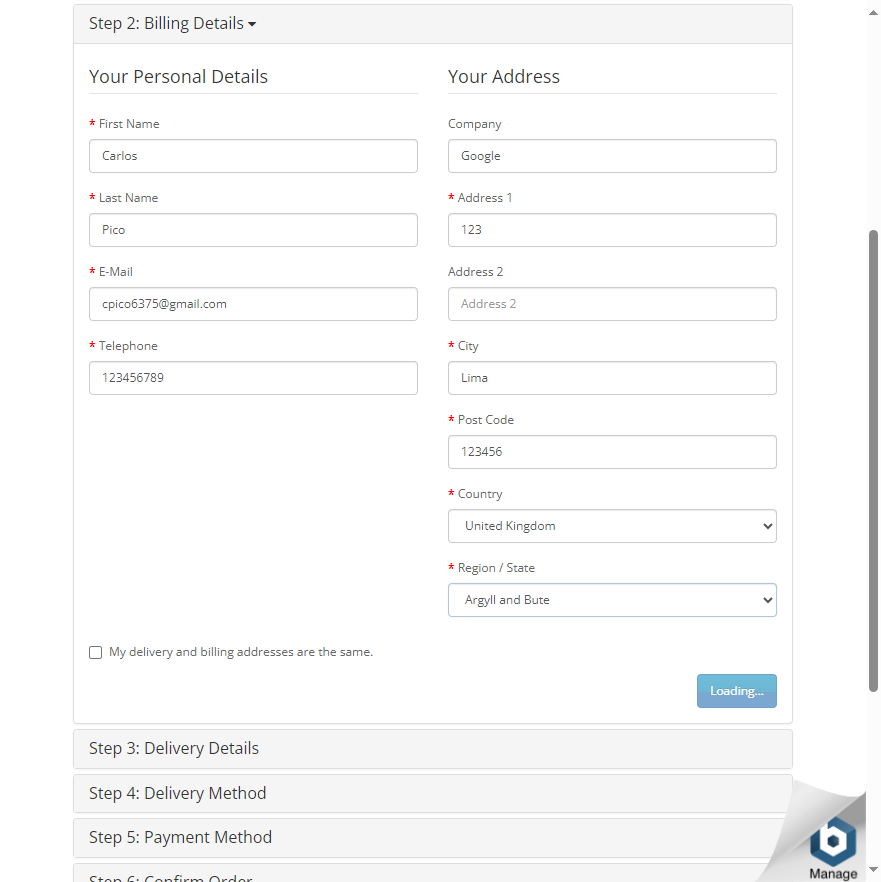 Step 2: Billing Details
Your Personal Details
* First Name
Carlos
* Last Name
Pico
* E-Mail
cpico6375@gmail.com
* Telephone
123456789
Your Address
Company
Google
* Address 1
123
Address 2
Address 2
* City
Lima
* Post Code
123456
* Country
United Kingdom
* Region / State
Argyll and Bute
My delivery and billing addresses are the same.
Loading...
Step 3: Delivery Details
Step 4: Delivery Method
Step 5: Payment Method
Step 6: Confirm Order
b
Manage